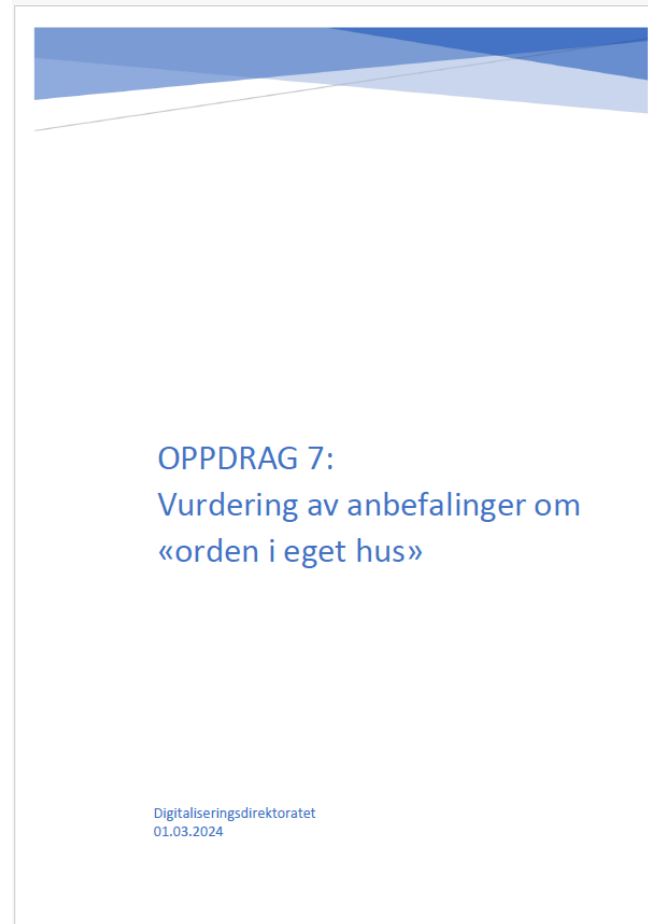 OPPDRAG 7:
Vurdering av anbefalinger om
«orden i eget hus»
Digitaliseringsdirektoratet
01.03.2024